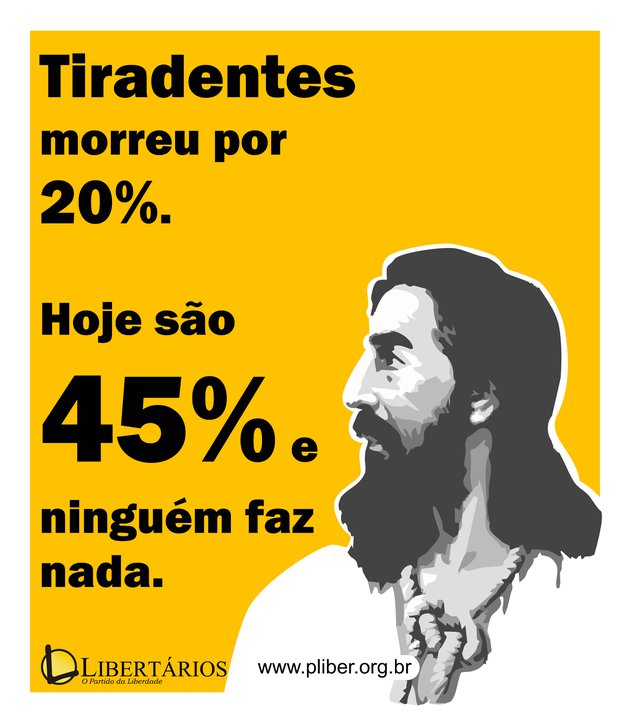 Tiradentes
morreu por
20%.
Hoje são
45% e
ninguém faz
nada.
LIBERTÁRIOS
O Partido da Liberdade
www.pliber.org.br